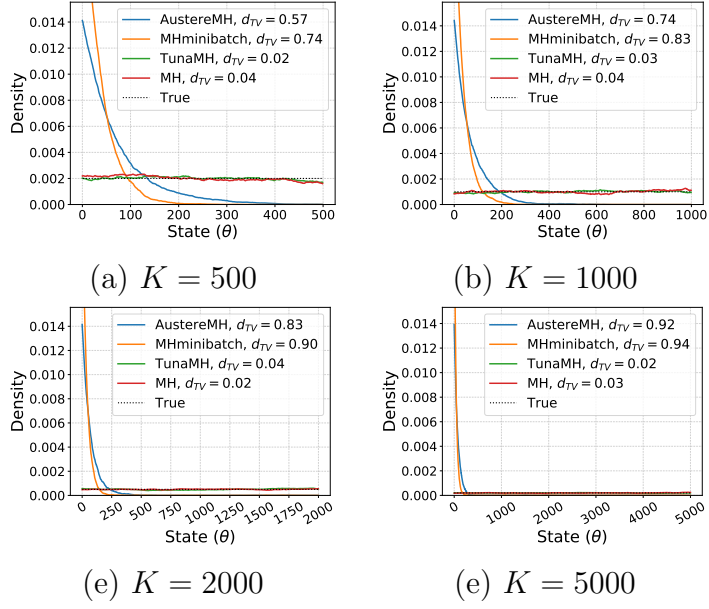 0.014
0.012
0.010
0.008
0.006
0.004
0.002
0.000
Density
AustereMH, d_TV = 0.57
MHminibatch, d_TV = 0.74
TunaMH, d_TV = 0.02
MH, d_TV = 0.04
True
0 100 200 300 400 500
State (θ)
(a) K = 500
0.014
0.012
0.010
0.008
0.006
0.004
0.002
0.000
Density
AustereMH, d_TV = 0.74
MHminibatch, d_TV = 0.83
TunaMH, d_TV = 0.03
MH, d_TV = 0.04
True
0 200 400 600 800 1000
State (θ)
(b) K = 1000
0.014
0.012
0.010
0.008
0.006
0.004
0.002
0.000
Density
AustereMH, d_TV = 0.83
MHminibatch, d_TV = 0.90
TunaMH, d_TV = 0.04
MH, d_TV = 0.02
True
0 250 500 750 1000 1250 1500 1750 2000
State (θ)
(e) K = 2000
0.014
0.012
0.010
0.008
0.006
0.004
0.002
0.000
Density
AustereMH, d_TV = 0.92
MHminibatch, d_TV = 0.94
TunaMH, d_TV = 0.02
MH, d_TV = 0.03
True
0 1000 2000 3000 4000 5000
State (θ)
(e) K = 5000